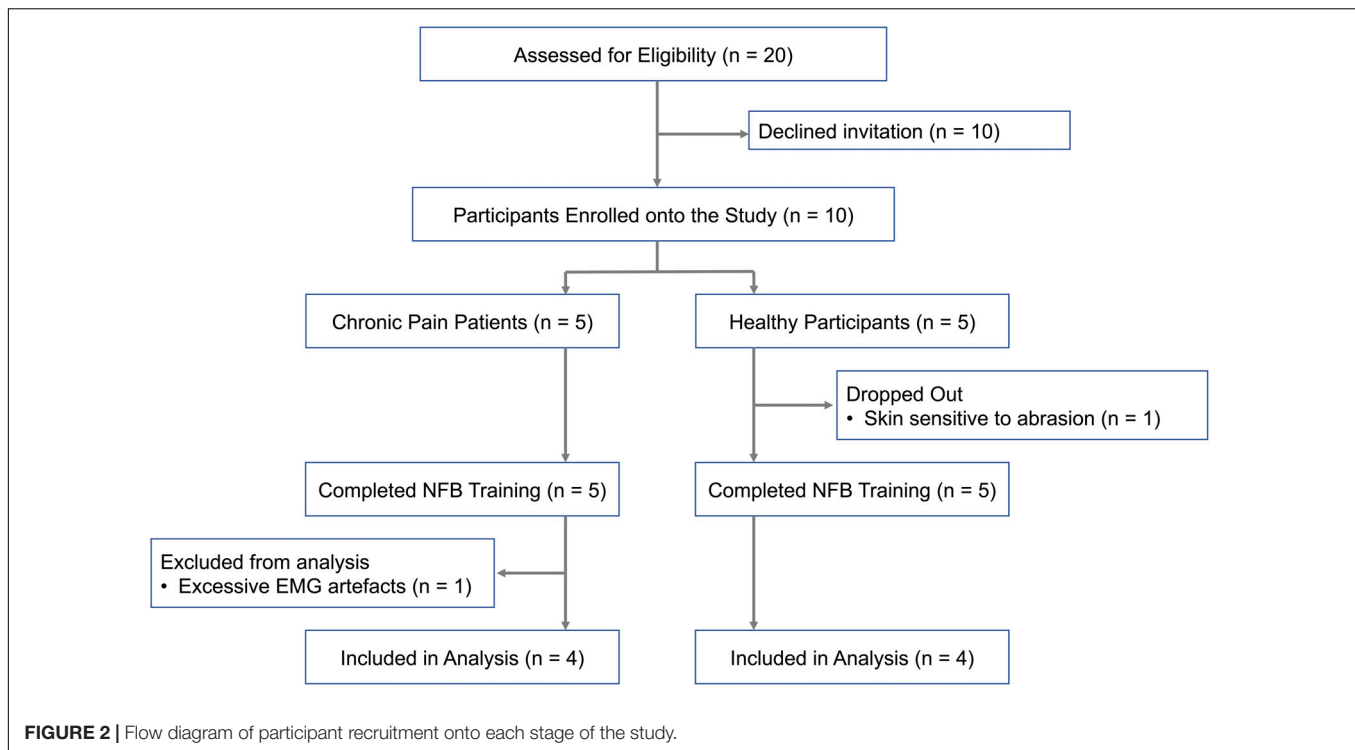 Assessed for Eligibility (n = 20)
Declined invitation (n = 10)
Participants Enrolled onto the Study (n = 10)
Chronic Pain Patients (n = 5)
Healthy Participants (n = 5)
Dropped Out
• Skin sensitive to abrasion (n = 1)
Completed NFB Training (n = 5)
Completed NFB Training (n = 5)
Excluded from analysis
• Excessive EMG artefacts (n = 1)
Included in Analysis (n = 4)
Included in Analysis (n = 4)
FIGURE 2 | Flow diagram of participant recruitment onto each stage of the study.